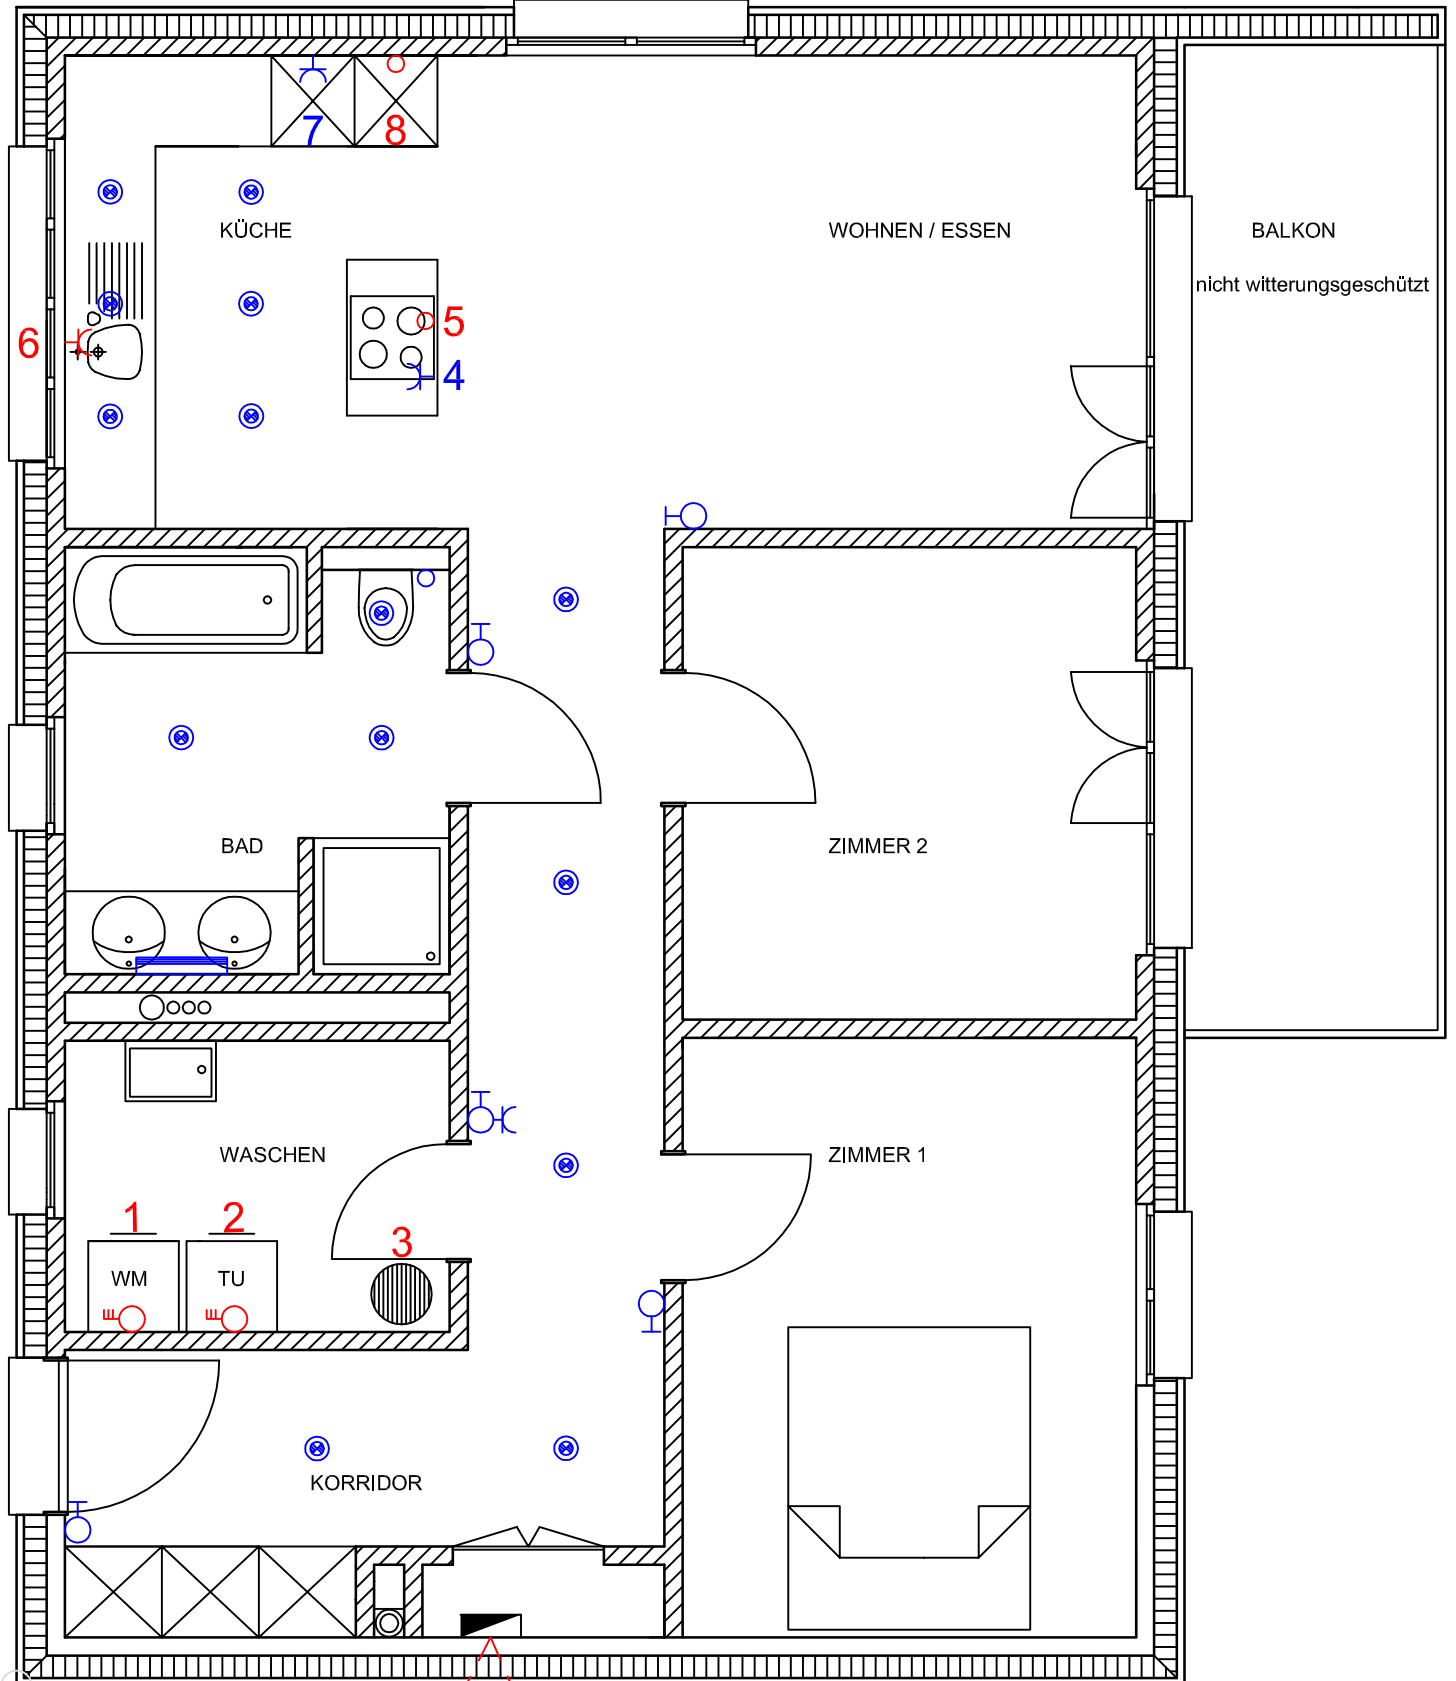 7
8
KÜCHE
WOHNEN / ESSEN
BALKON
nicht witterungsgeschützt
6
5
4
BAD
ZIMMER 2
WASCHEN
ZIMMER 1
1
2
3
WM
TU
KORRIDOR